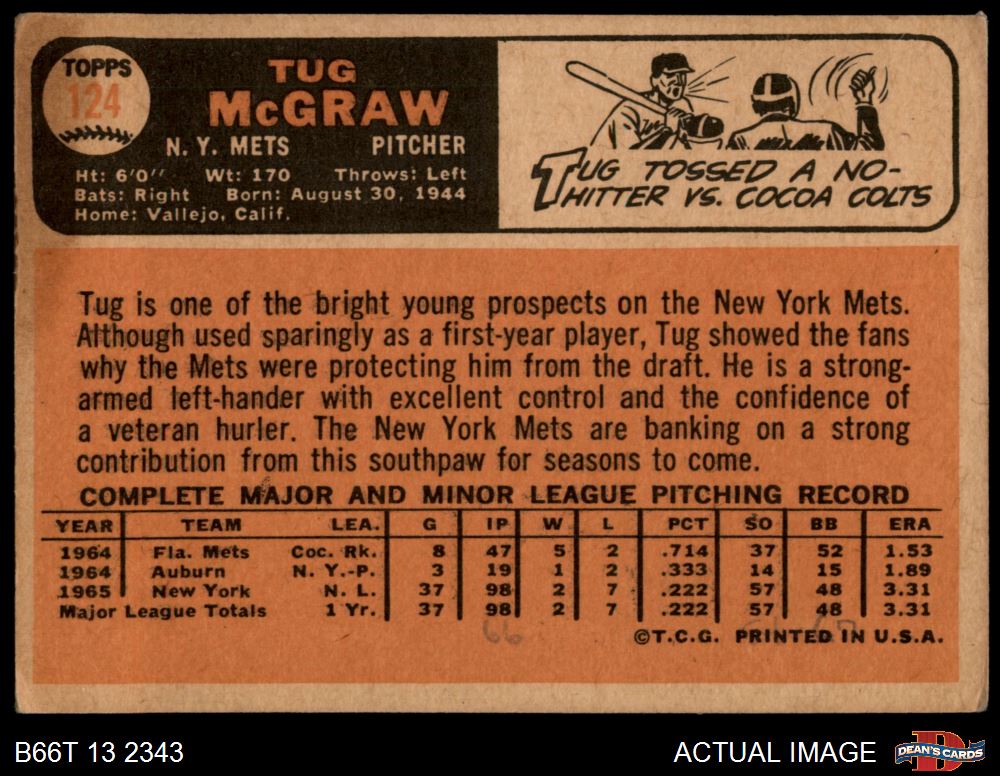 TOPPS
124
TUG
McGRAW
N. Y. METS PITCHER
Ht: 6'0" Wt: 170 Throws: Left
Bats: Right Born: August 30, 1944
Home: Vallejo, Calif.
TUG TOSSED A NO-
HITTER VS. COCOA COLTS
Tug is one of the bright young prospects on the New York Mets.
Although used sparingly as a first-year player, Tug showed the fans
why the Mets were protecting him from the draft. He is a strong-
armed left-hander with excellent control and the confidence of
a veteran hurler. The New York Mets are banking on a strong
contribution from this southpaw for seasons to come.
COMPLETE MAJOR AND MINOR LEAGUE PITCHING RECORD
YEAR TEAM LEA. G IP W L PCT SO BB ERA
1964 Fla. Mets Coc. Rk. 8 47 5 2 .714 37 52 1.53
1964 Auburn N. Y.-P. 3 19 1 2 .333 14 15 1.89
1965 New York N. L. 37 98 2 7 .222 57 48 3.31
Major League Totals 1 Yr. 37 98 2 7 .222 57 48 3.31
66
©T.C.G. PRINTED IN U.S.A.
B66T 13 2343
ACTUAL IMAGE
DEAN'S CARDS